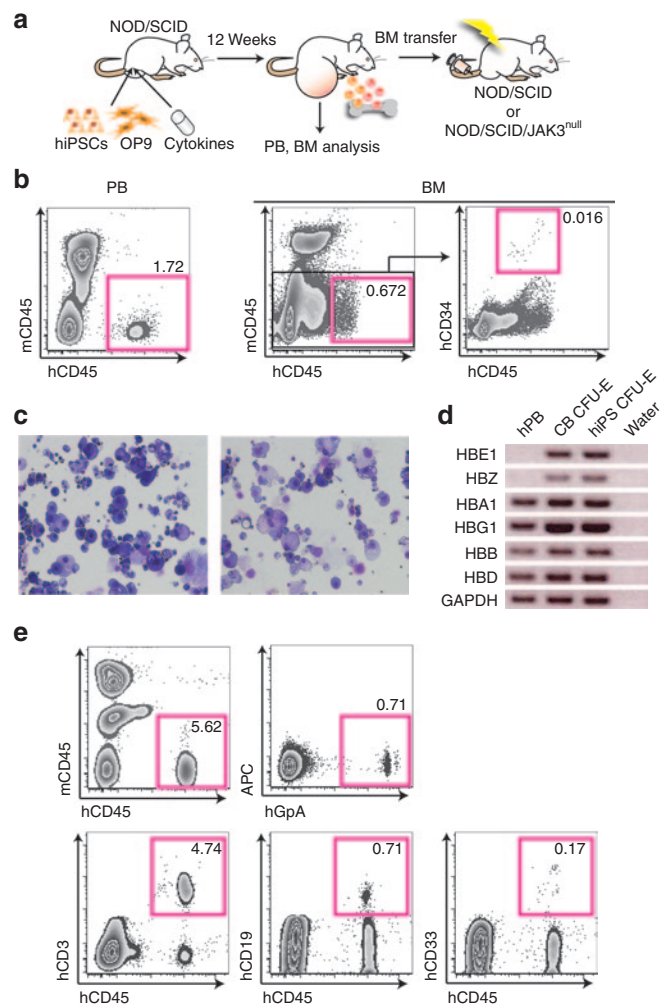 a
NOD/SCID
12 Weeks
BM transfer
hiPSCs OP9 Cytokines
PB, BM analysis
NOD/SCID
or
NOD/SCID/JAK3null
b
PB
BM
1.72
0.672
0.016
mCD45
hCD45
mCD45
hCD45
hCD34
hCD45
c
d
hPB
CB CFU-E
hiPS CFU-E
Water
HBE1
HBZ
HBA1
HBG1
HBB
HBD
GAPDH
e
5.62
0.71
mCD45
hCD45
APC
hGpA
4.74
0.71
0.17
hCD3
hCD45
hCD19
hCD45
hCD33
hCD45